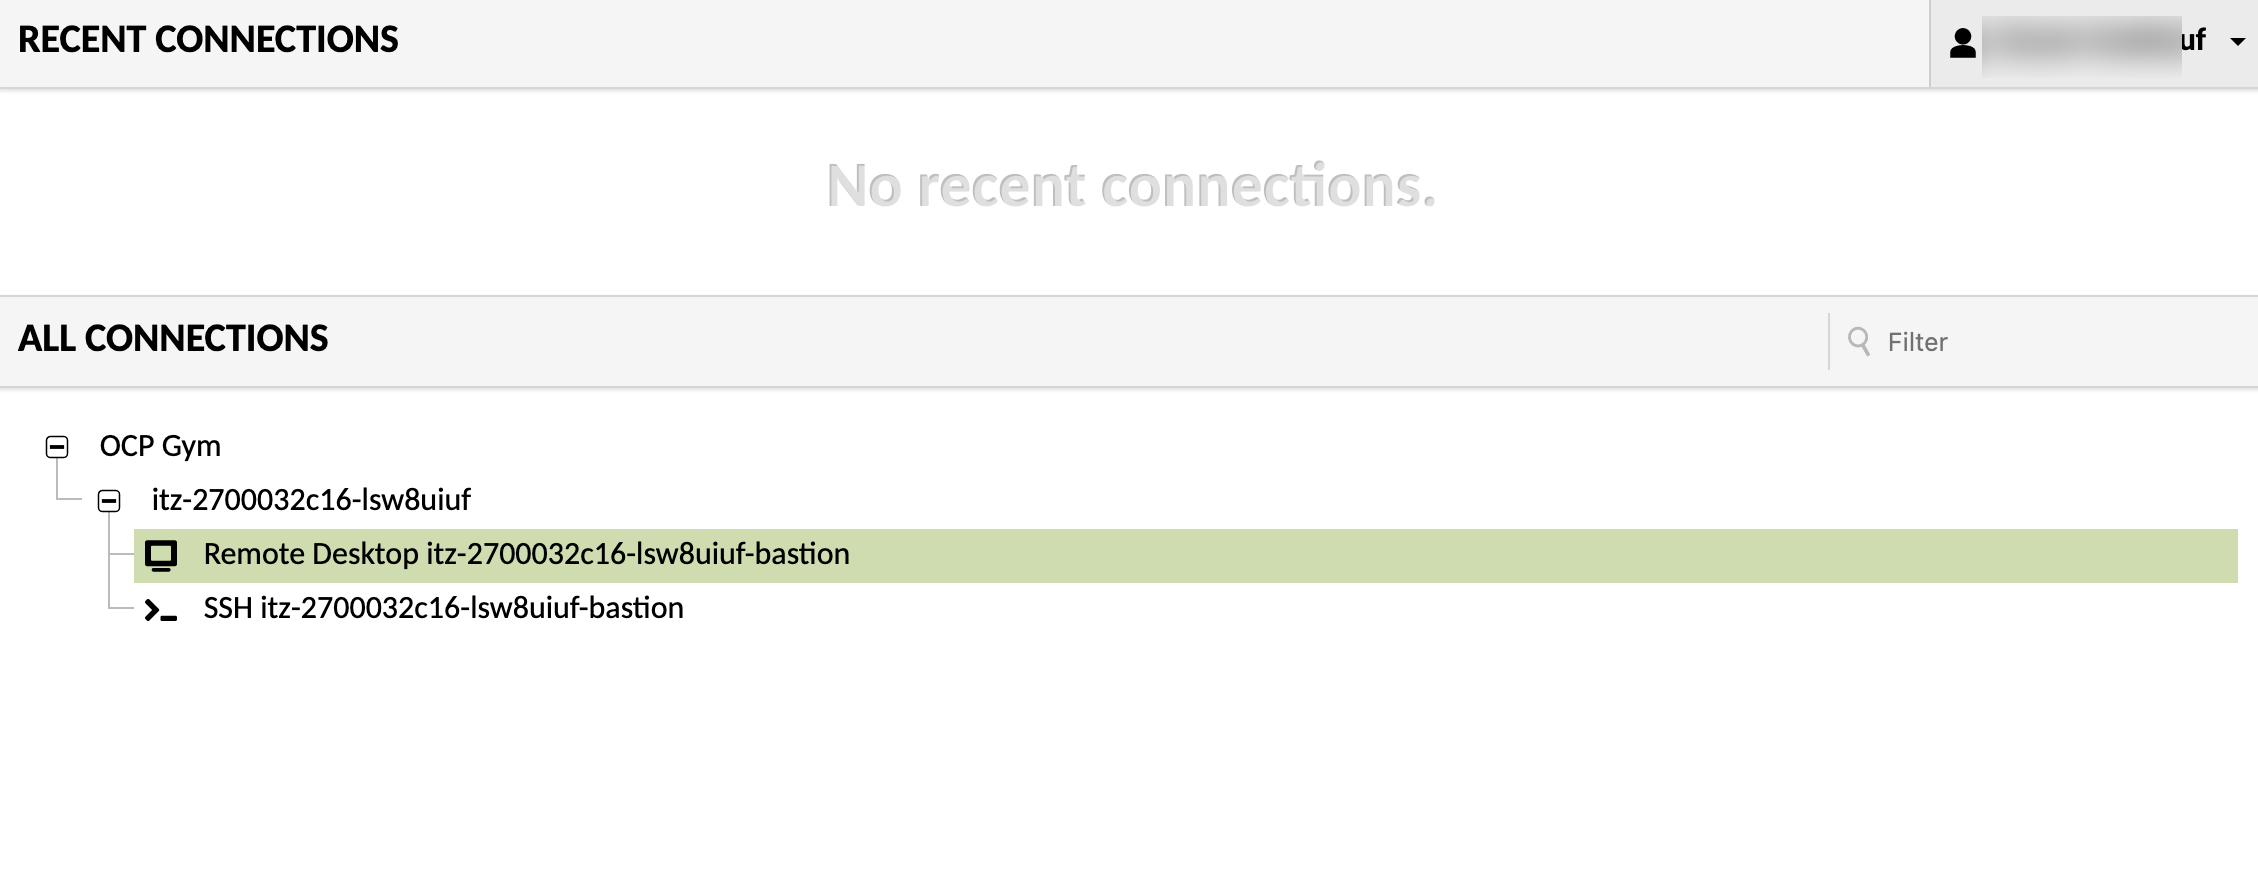 RECENT CONNECTIONS
uf
No recent connections.
ALL CONNECTIONS
Filter
OCP Gym
itz-2700032c16-lsw8uiuf
Remote Desktop itz-2700032c16-lsw8uiuf-bastion
SSH itz-2700032c16-lsw8uiuf-bastion